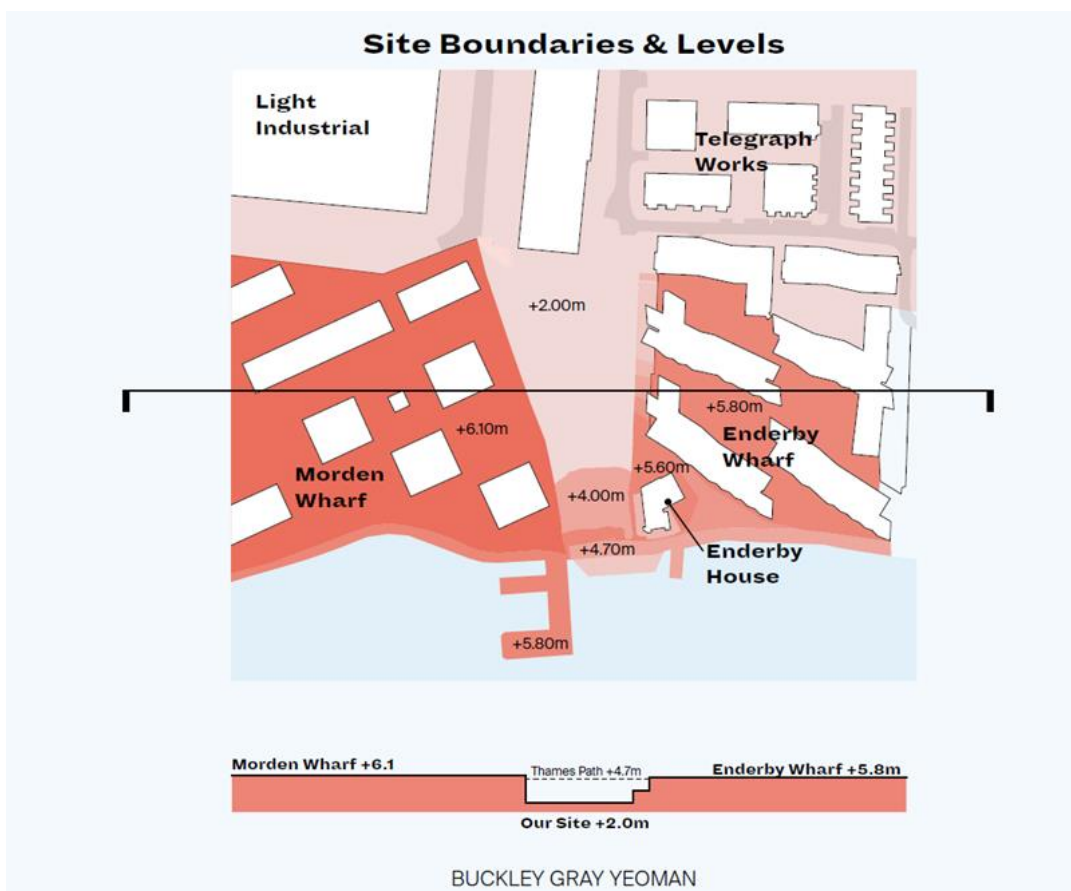 Site Boundaries & Levels
Light
Industrial
Telegraph
Works
+2.00m
+5.80m
+6.10m
Enderby
Wharf
Morden
Wharf
+5.60m
+4.00m
+4.70m
Enderby
House
+5.80m
Morden Wharf +6.1
Thames Path +4.7m
Enderby Wharf +5.8m
Our Site +2.0m
BUCKLEY GRAY YEOMAN